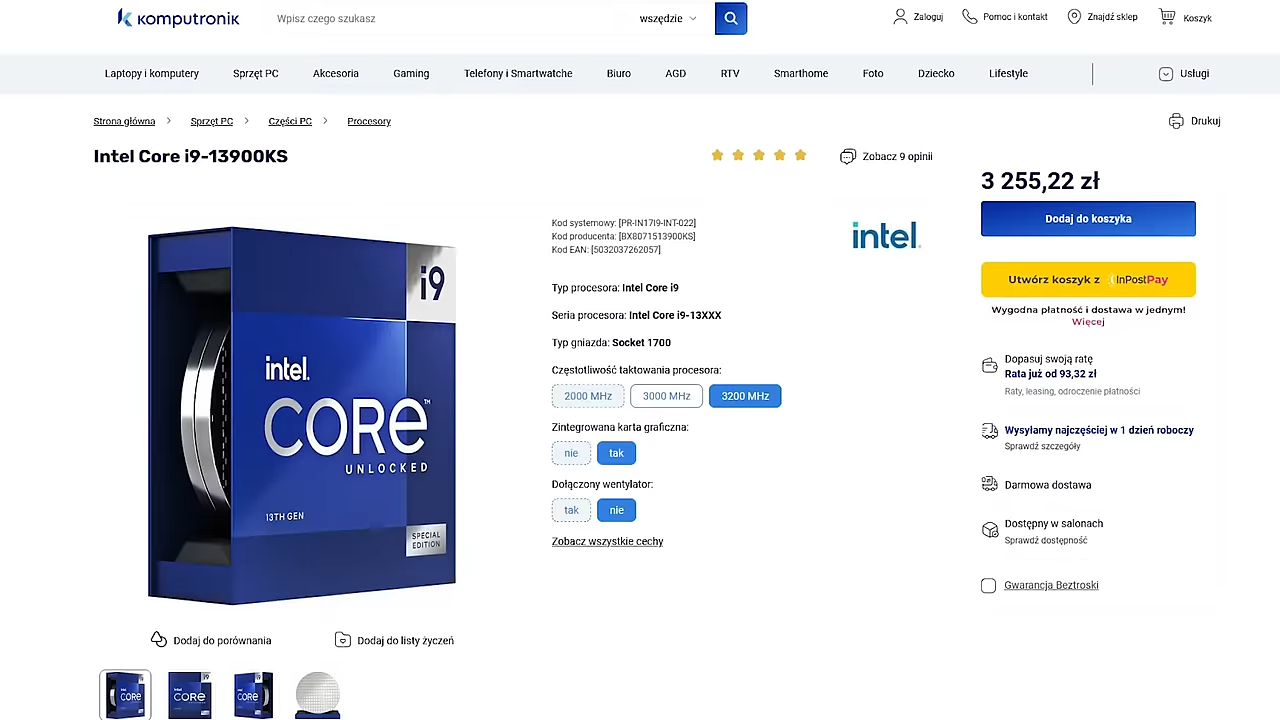 komputronik
Wpisz czego szukasz
wszędzie
Zaloguj
Pomoc i kontakt
Znajdź sklep
Koszyk
Laptopy i komputery
Sprzęt PC
Akcesoria
Gaming
Telefony i Smartwatche
Biuro
AGD
RTV
Smarthome
Foto
Dziecko
Lifestyle
Usługi
Strona główna
Sprzęt PC
Części PC
Procesory
Drukuj
Intel Core i9-13900KS
Zobacz 9 opinii
i9
intel.
CORE™
UNLOCKED
13TH GEN
SPECIAL
EDITION
Dodaj do porównania
Dodaj do listy życzeń
Kod systemowy: [PR-IN17I9-INT-022]
Kod producenta: [BX8071513900KS]
Kod EAN: [5032037262057]
intel.
Typ procesora: Intel Core i9
Seria procesora: Intel Core i9-13XXX
Typ gniazda: Socket 1700
Częstotliwość taktowania procesora:
2000 MHz
3000 MHz
3200 MHz
Zintegrowana karta graficzna:
nie
tak
Dołączony wentylator:
tak
nie
Zobacz wszystkie cechy
3 255,22 zł
Dodaj do koszyka
Utwórz koszyk z InPostPay
Wygodna płatność i dostawa w jednym!
Więcej
Dopasuj swoją ratę
Rata już od 93,32 zł
Raty, leasing, odroczenie płatności
Wysyłamy najczęściej w 1 dzień roboczy
Sprawdź szczegóły
Darmowa dostawa
Dostępny w salonach
Sprawdź dostępność
Gwarancja Beztroski
CORE
CORE
CORE